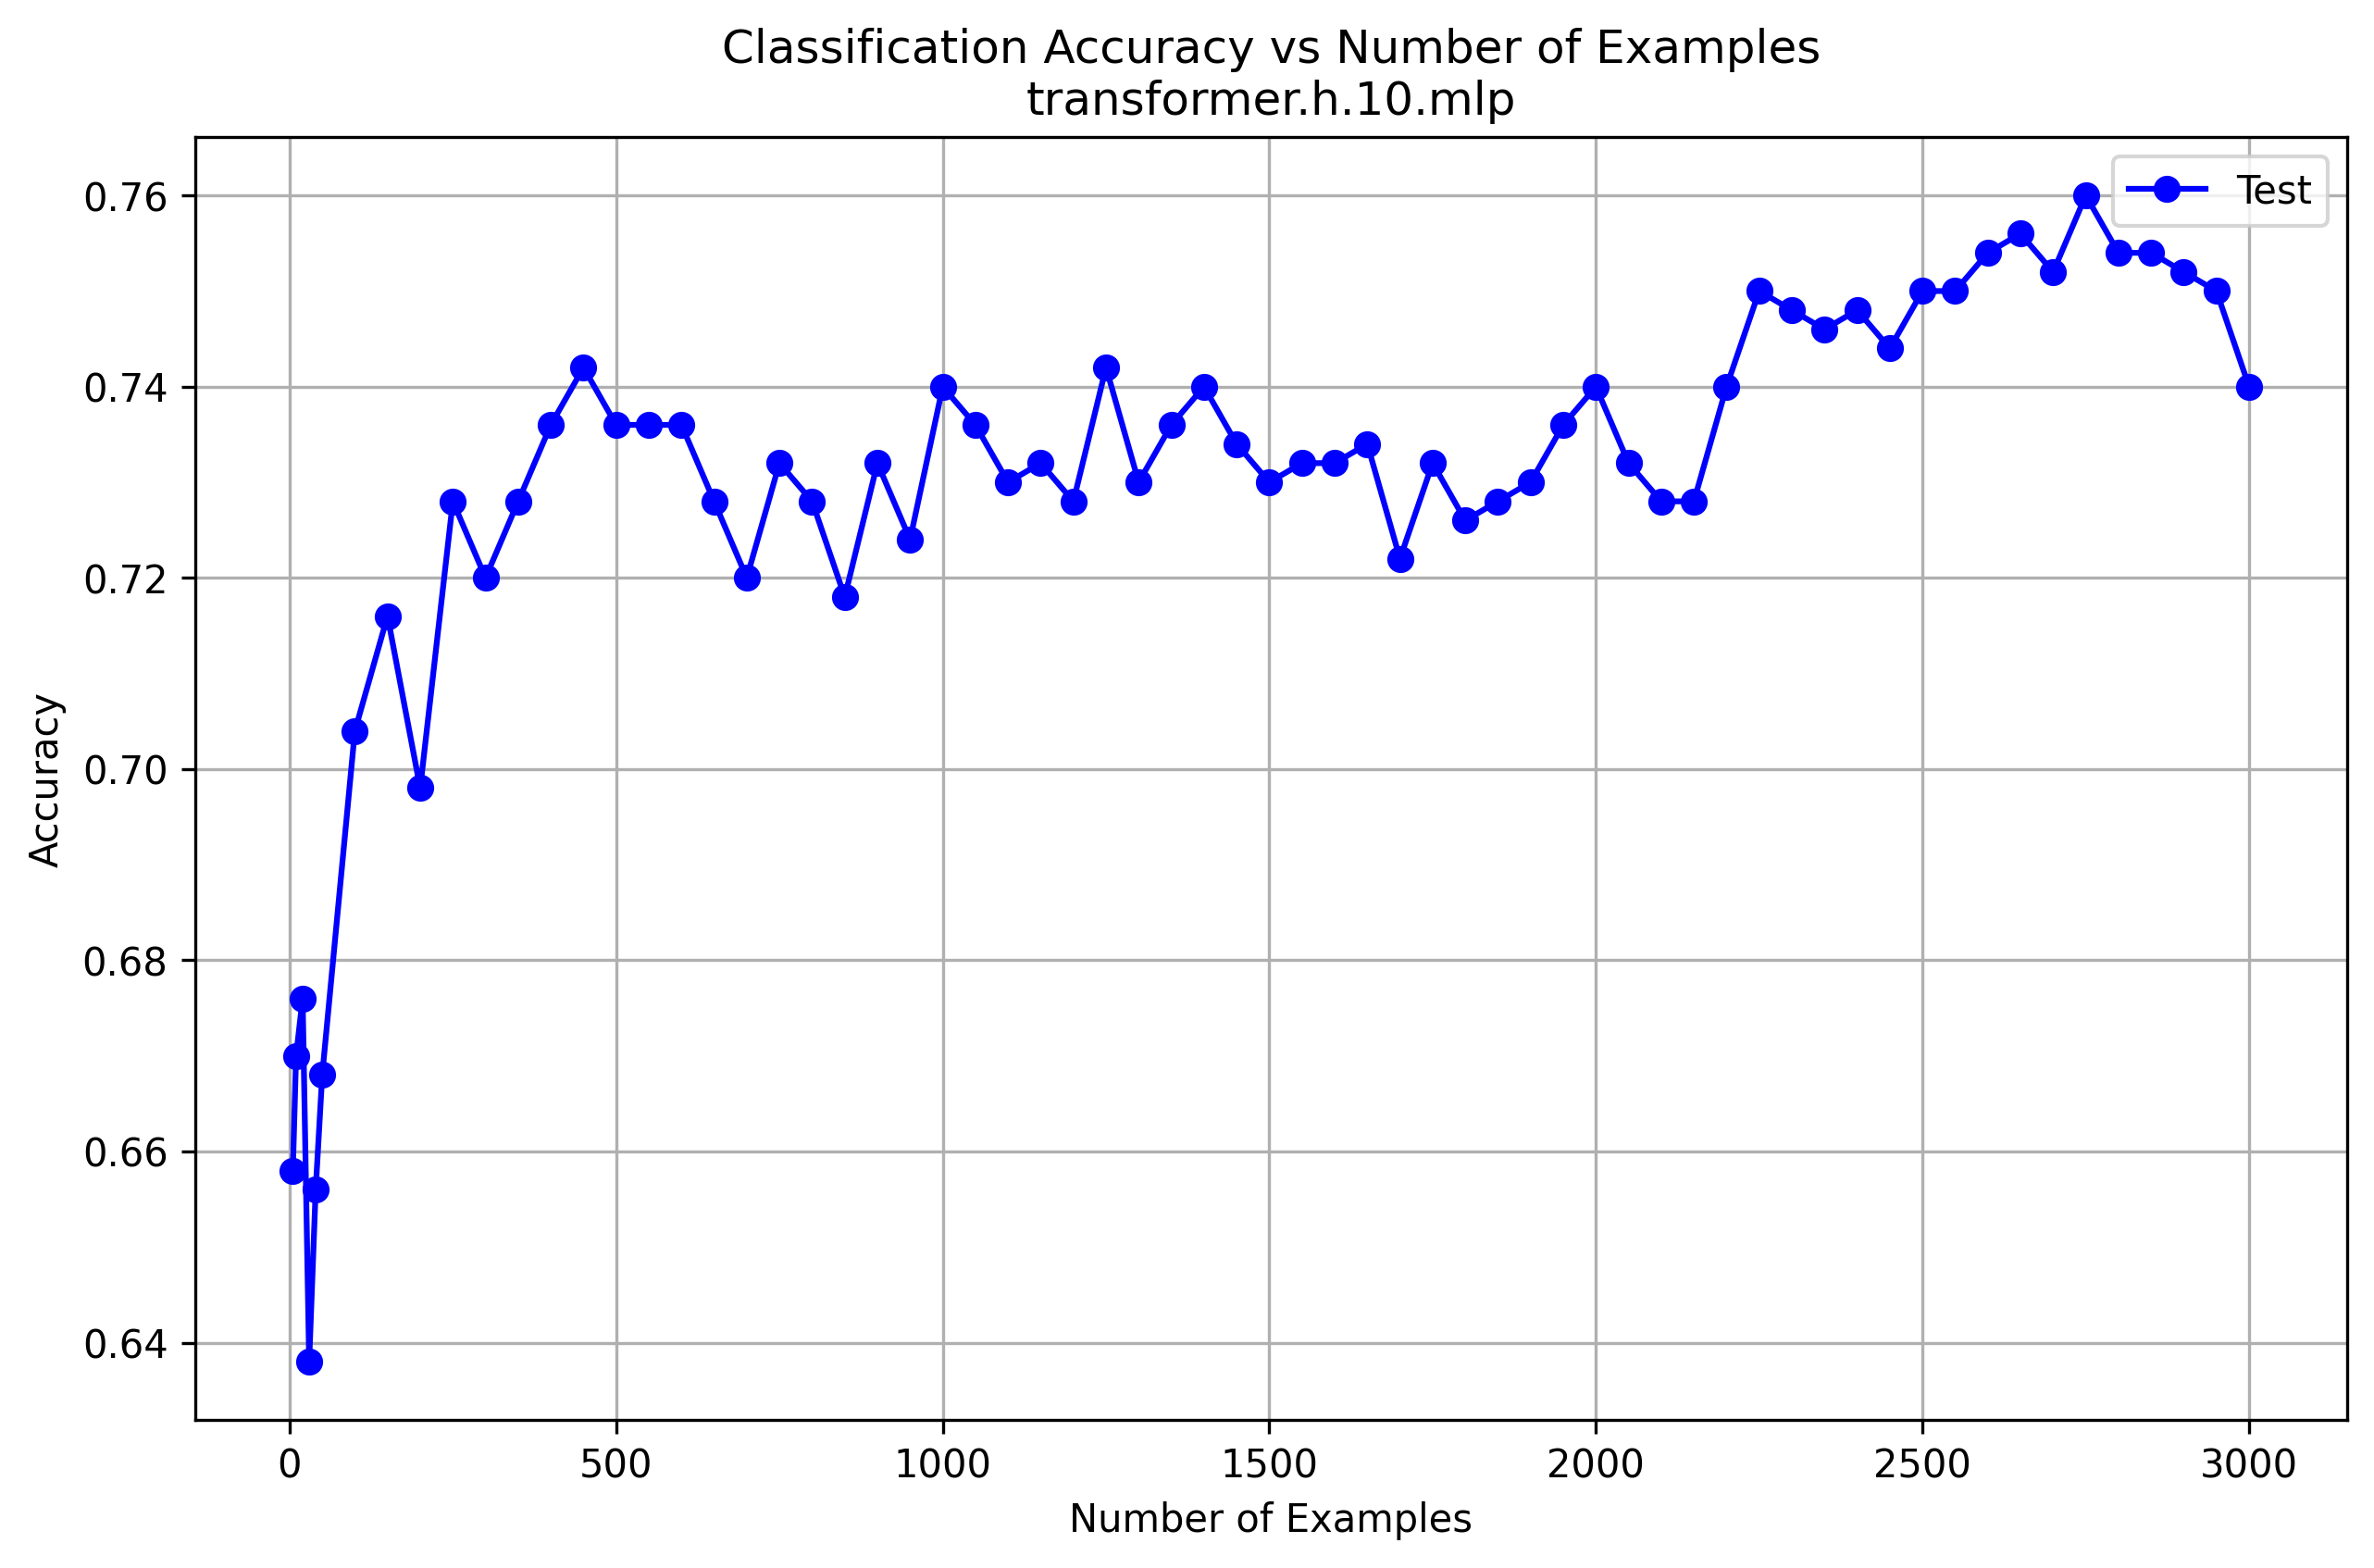 Classification Accuracy vs Number of Examples
transformer.h.10.mlp
Test
0.76
0.74
0.72
0.70
0.68
0.66
0.64
Accuracy
0 500 1000 1500 2000 2500 3000
Number of Examples